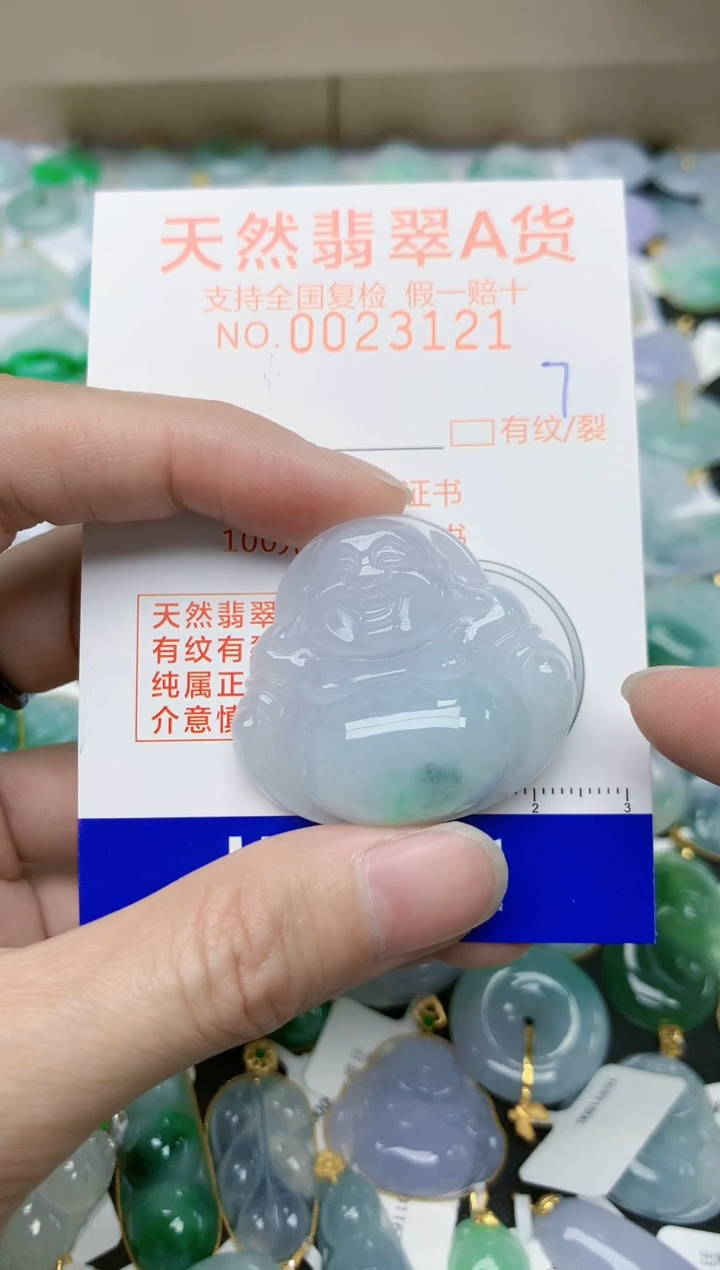 天然翡翠A货
支持全国复检 假一赔十
NO.0023121
7
有纹/裂
证书
100 书
天然翡翠
有纹有
纯属正
介意慎
2 3